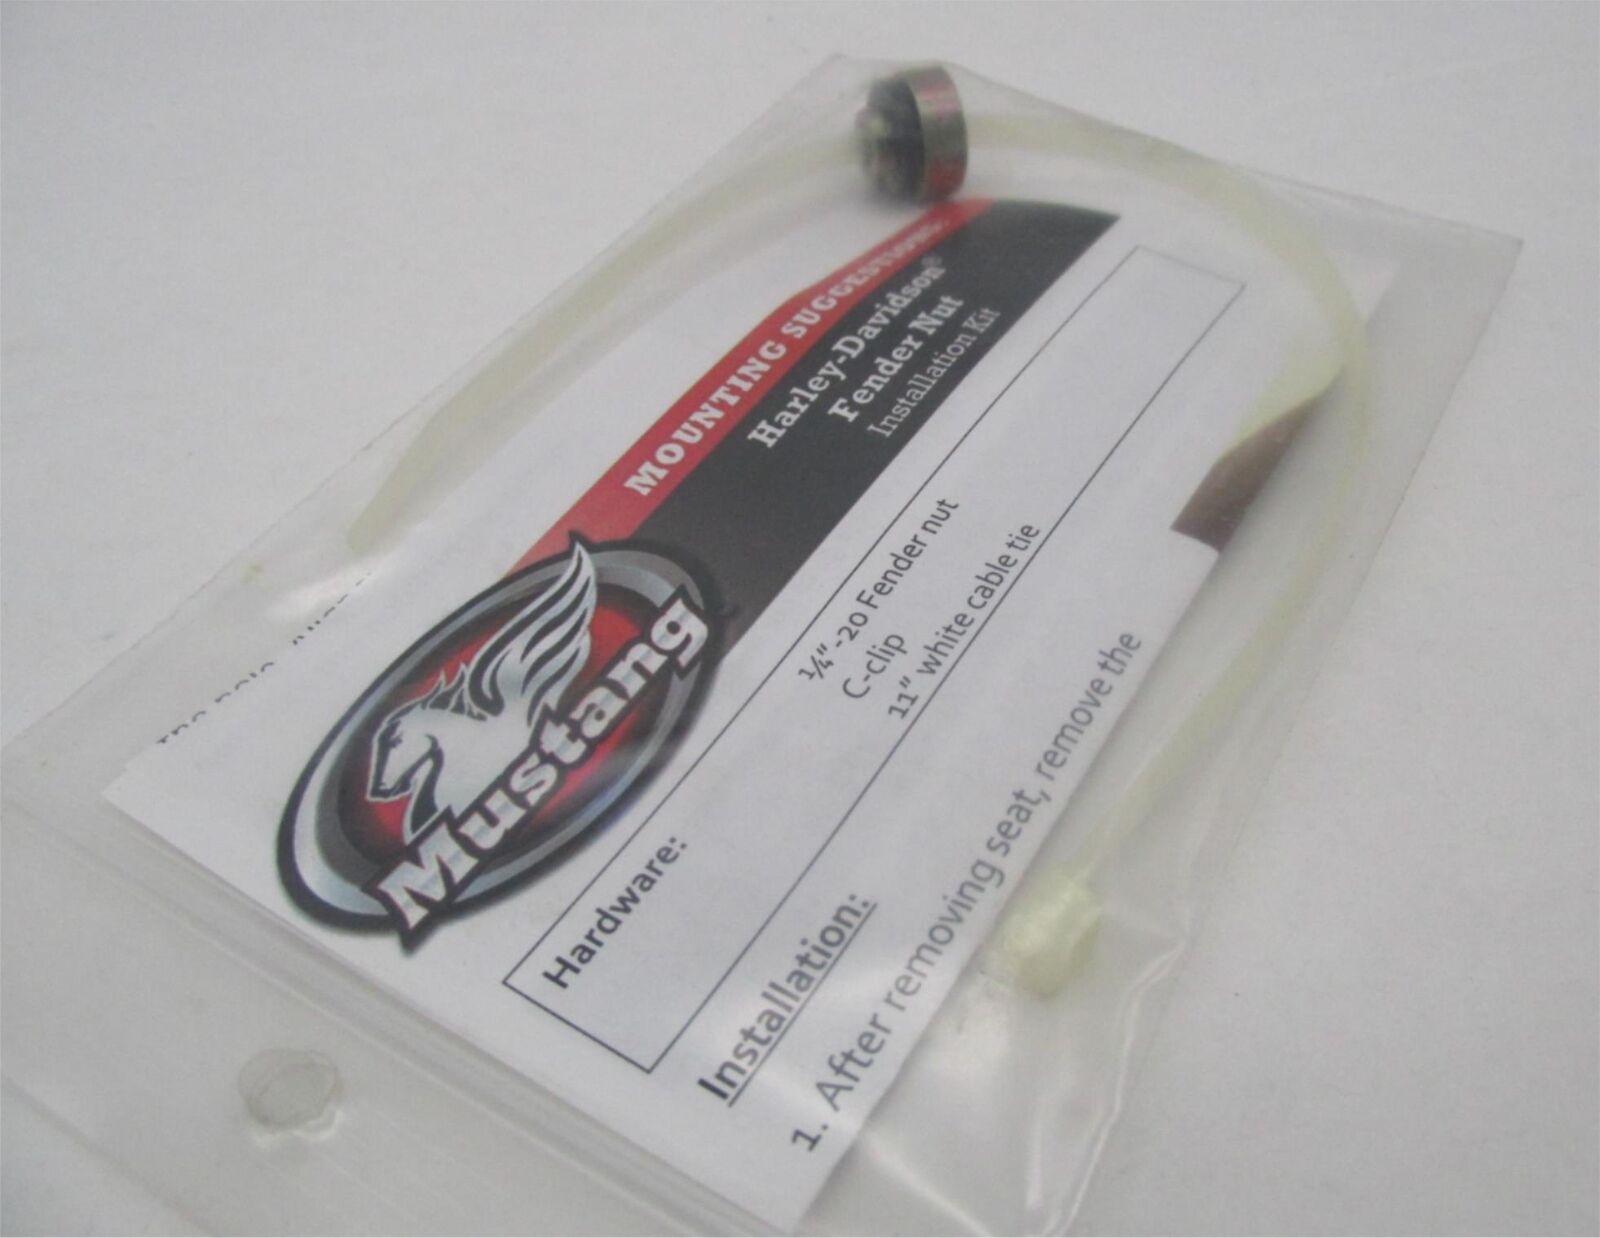 MOUNTING SUGGESTIONS:
Harley-Davidson®
Fender Nut
Installation Kit
Mustang
Hardware:
¼"-20 Fender nut
C-clip
11" white cable tie
Installation:
1. After removing seat, remove the